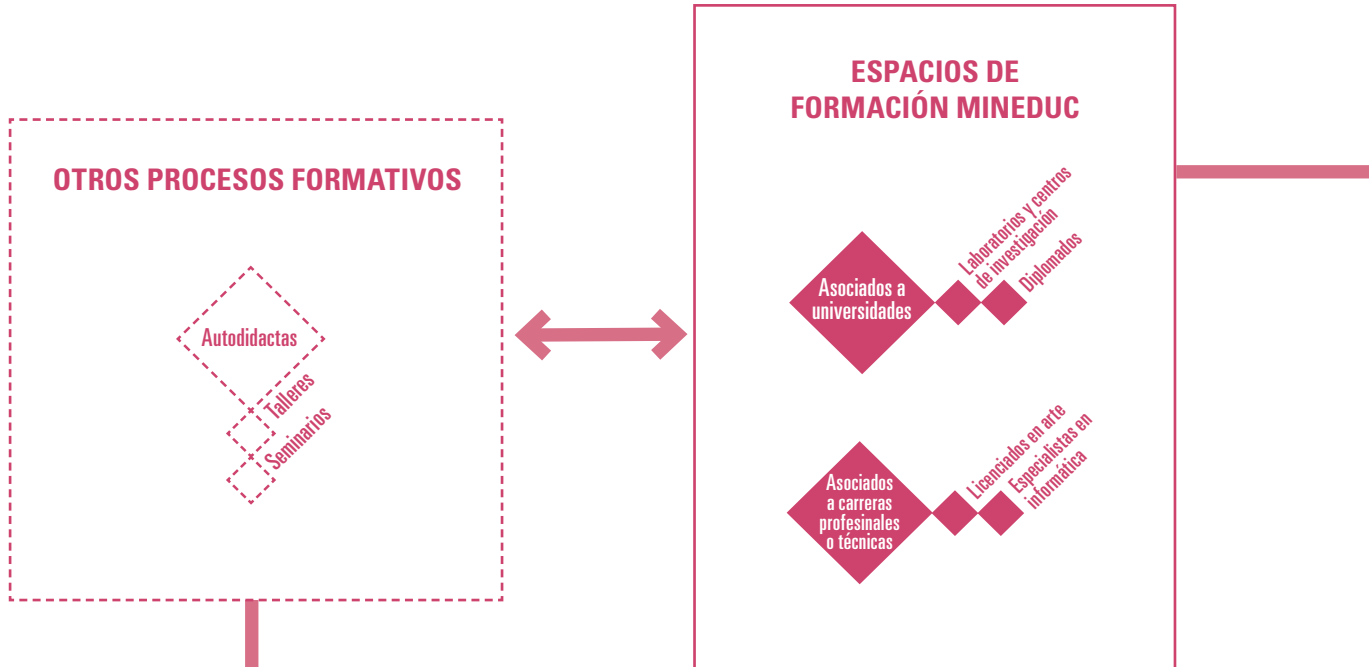 OTROS PROCESOS FORMATIVOS
Autodidactas
Talleres
Seminarios
ESPACIOS DE
FORMACIÓN MINEDUC
Asociados a
universidades
Laboratorios y centros
de investigación
Diplomados
Asociados
a carreras
profesinales
o técnicas
Licenciados en arte
Especialistas en
informática